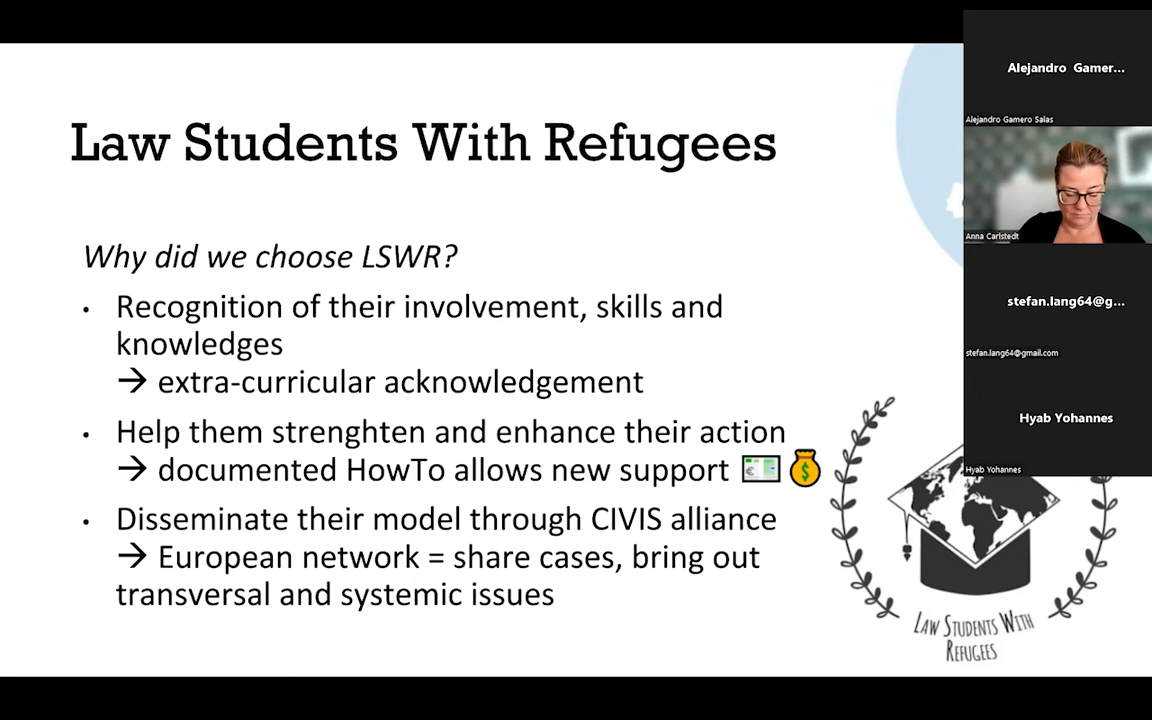 Law Students With Refugees
Why did we choose LSWR?
• Recognition of their involvement, skills and
knowledges
→ extra-curricular acknowledgement
• Help them strenghten and enhance their action
→ documented HowTo allows new support
• Disseminate their model through CIVIS alliance
→ European network = share cases, bring out
transversal and systemic issues
LAW STUDENTS WITH
REFUGEES
Alejandro Gamer...
Alejandro Gamero Salas
Anna Carlstedt
stefan.lang64@g...
stefan.lang64@gmail.com
Hyab Yohannes
Hyab Yohannes